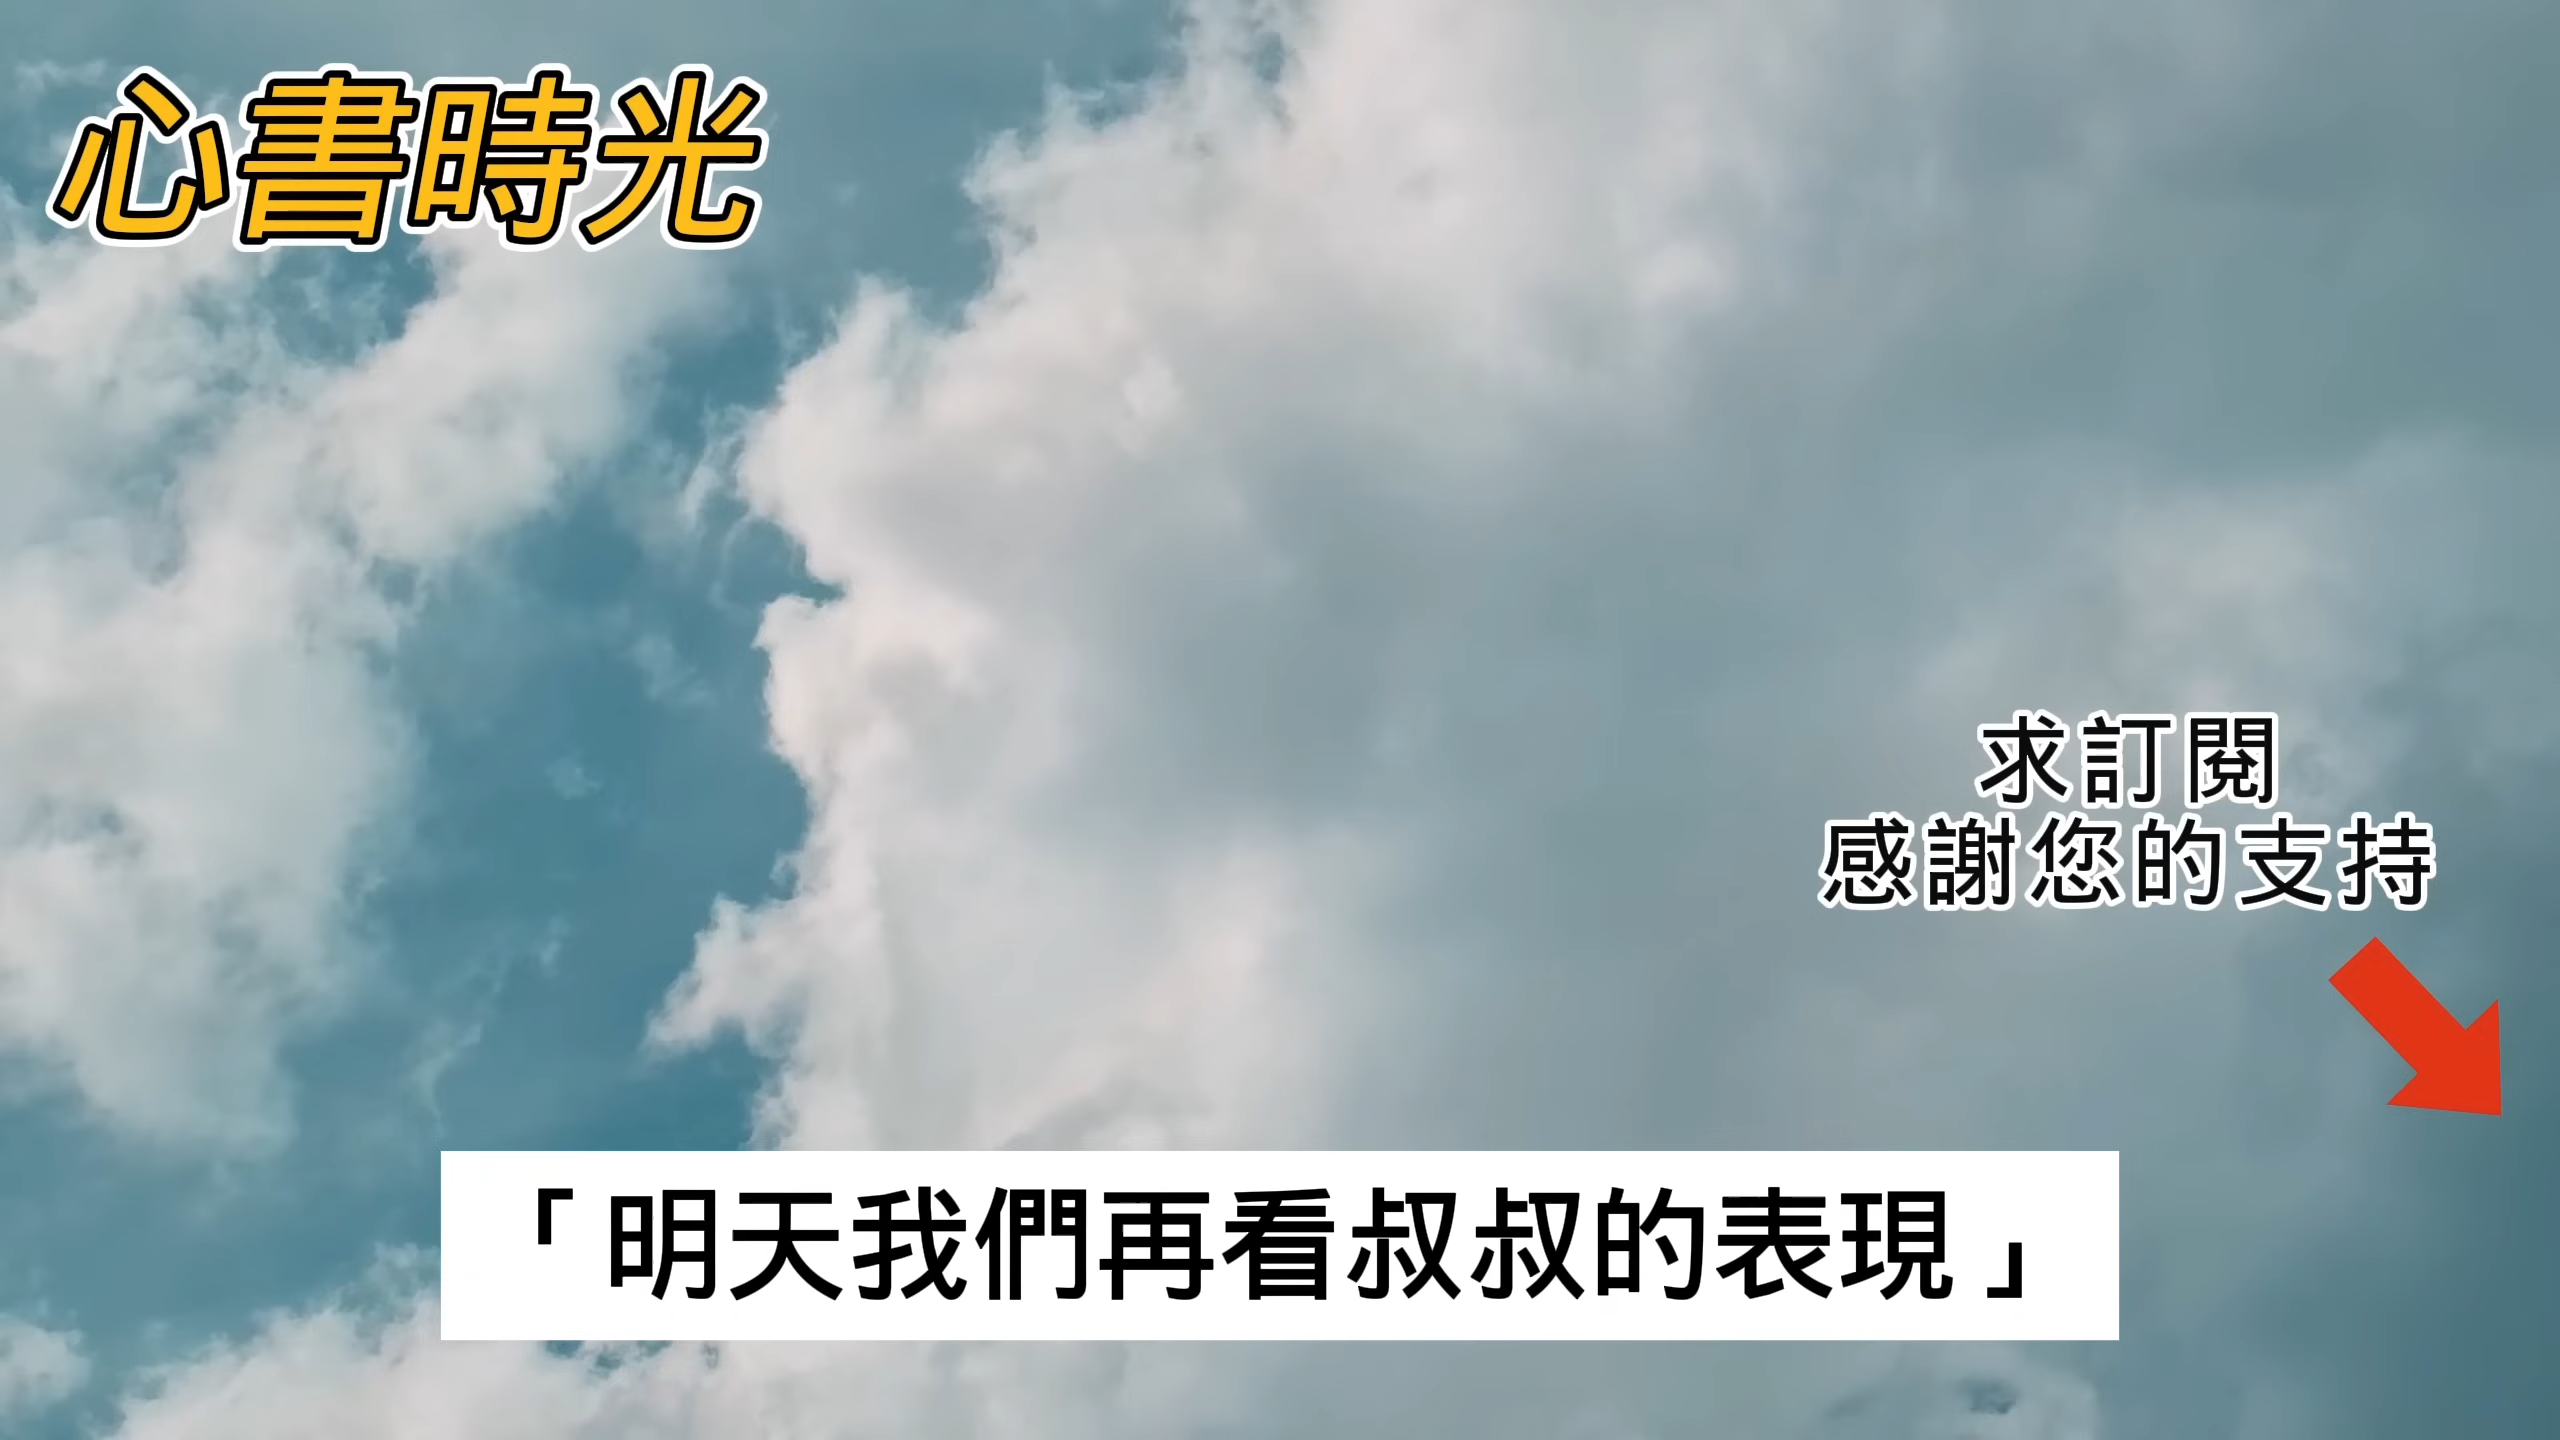 心書時光
求訂閱
感謝您的支持
「明天我們再看叔叔的表現」